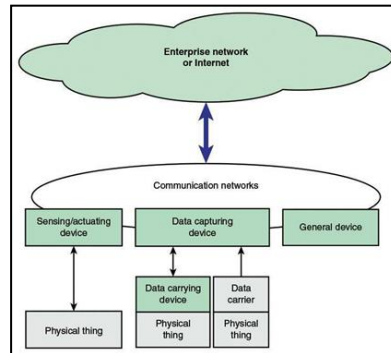 Enterprise network
or Internet
Communication networks
Sensing/actuating
device
Data capturing
device
General device
Data carrying
device
Data carrier
Physical thing
Physical
thing
Physical
thing